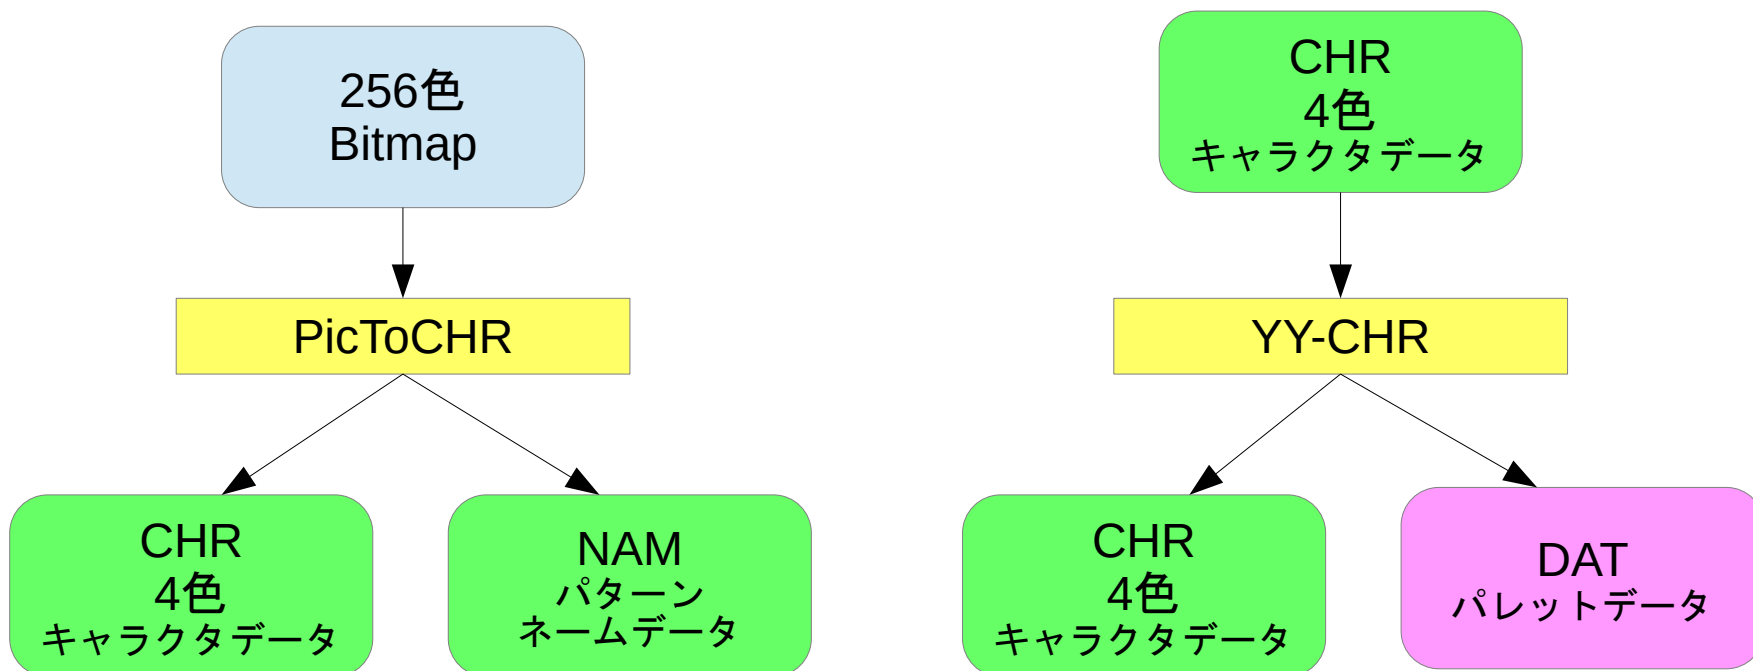 256色
Bitmap
PicToCHR
CHR
4色
キャラクタデータ
NAM
パターン
ネームデータ
CHR
4色
キャラクタデータ
YY-CHR
CHR
4色
キャラクタデータ
DAT
パレットデータ